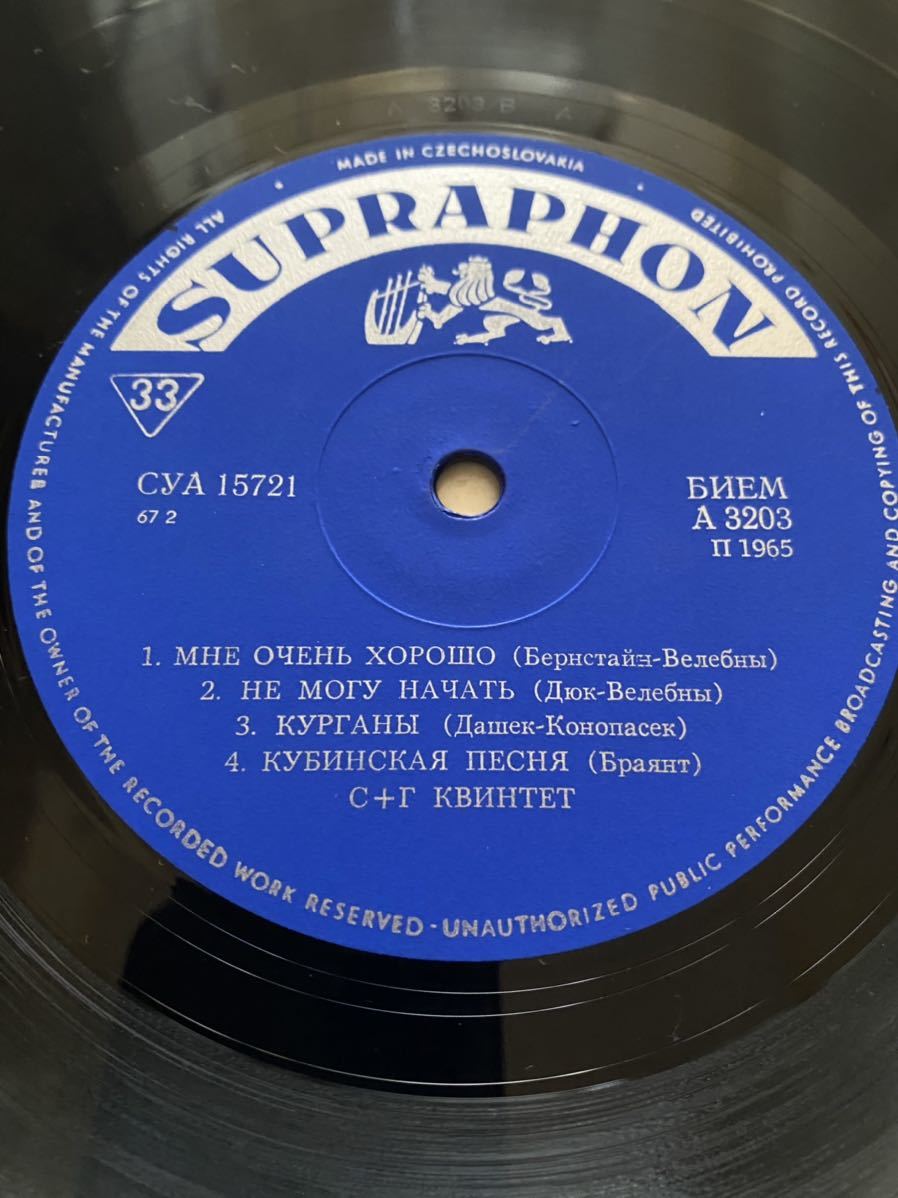 A 3203 B A
MADE IN CZECHOSLOVAKIA
SUPRAPHON
33
СУА 15721
67 2
БИЕМ
А 3203
П 1965
1. МНЕ ОЧЕНЬ ХОРОШО (Бернстайн-Велебны)
2. НЕ МОГУ НАЧАТЬ (Дюк-Велебны)
3. КУРГАНЫ (Дашек-Конопасек)
4. КУБИНСКАЯ ПЕСНЯ (Браянт)
С+Г КВИНТЕТ
ALL RIGHTS OF THE MANUFACTURER AND OF THE OWNER OF THE RECORDED WORK RESERVED - UNAUTHORIZED PUBLIC PERFORMANCE BROADCASTING AND COPYING OF THIS RECORD PROHIBITED